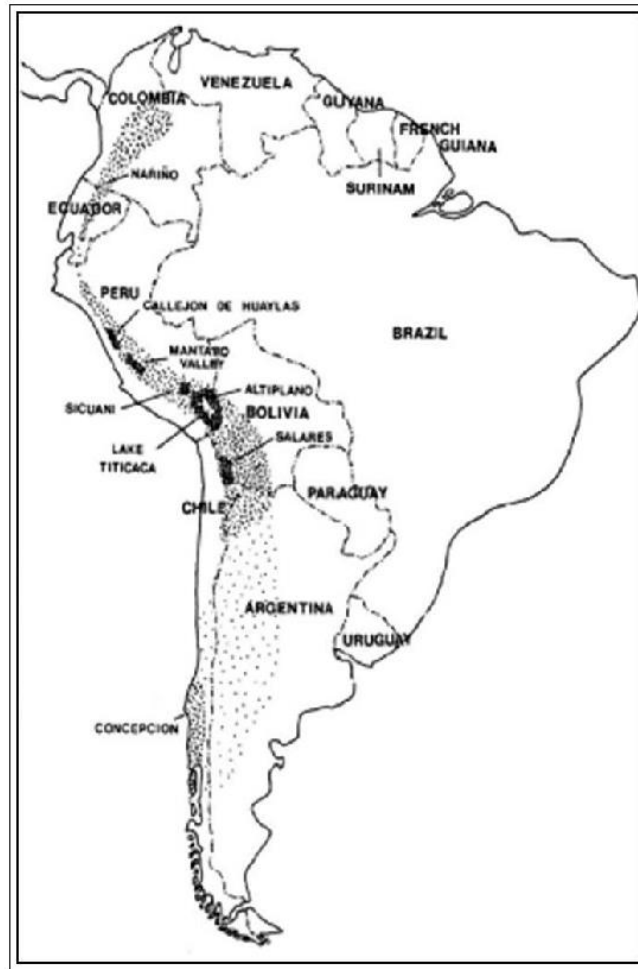 VENEZUELA
COLOMBIA
GUYANA
FRENCH
GUIANA
SURINAM
NARIÑO
ECUADOR
PERU
CALLEJON DE HUAYLAS
BRAZIL
MANTARO
VALLEY
SICUANI
ALTIPLANO
BOLIVIA
LAKE
TITICACA
SALARES
PARAGUAY
CHILE
ARGENTINA
URUGUAY
CONCEPCION